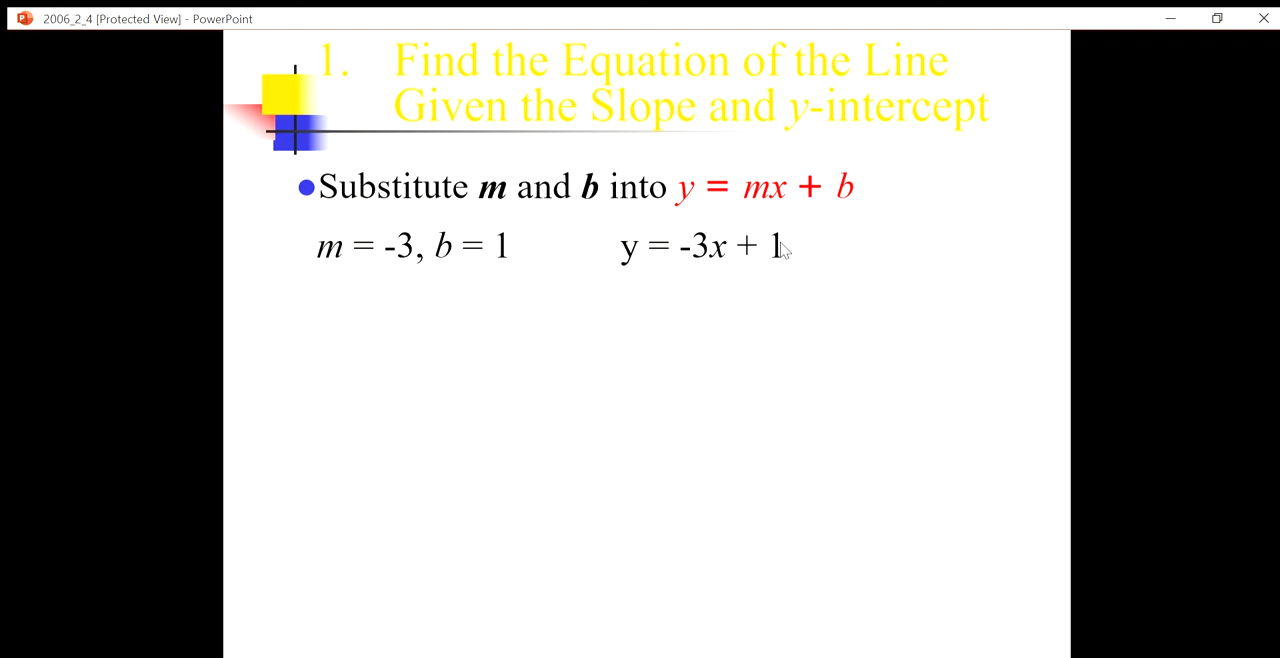 2006_2_4 [Protected View] - PowerPoint
1. Find the Equation of the Line
Given the Slope and y-intercept
Substitute m and b into y = mx + b
m = -3, b = 1 y = -3x + 1